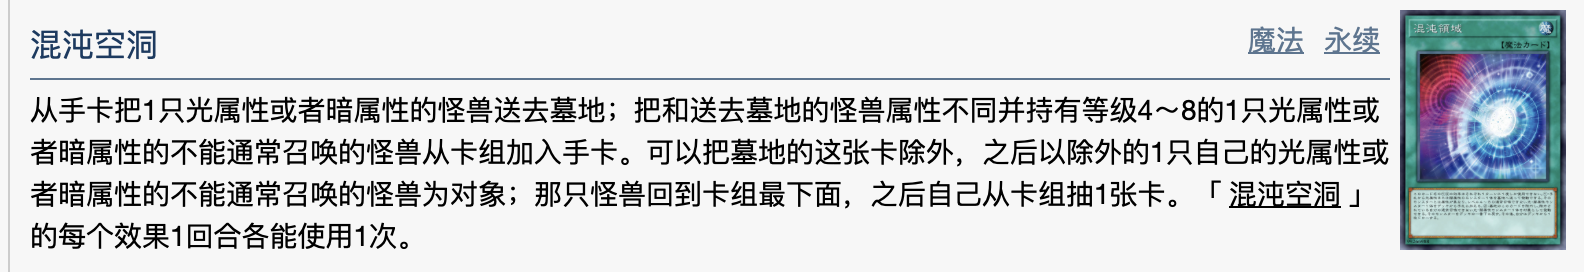 混沌空洞
魔法 永续
从手卡把1只光属性或者暗属性的怪兽送去墓地；把和送去墓地的怪兽属性不同并持有等级4～8的1只光属性或
者暗属性的不能通常召唤的怪兽从卡组加入手卡。可以把墓地的这张卡除外，之后以除外的1只自己的光属性或
者暗属性的不能通常召唤的怪兽为对象；那只怪兽回到卡组最下面，之后自己从卡组抽1张卡。「 混沌空洞 」
的每个效果1回合各能使用1次。
混沌領域
【魔法カード】